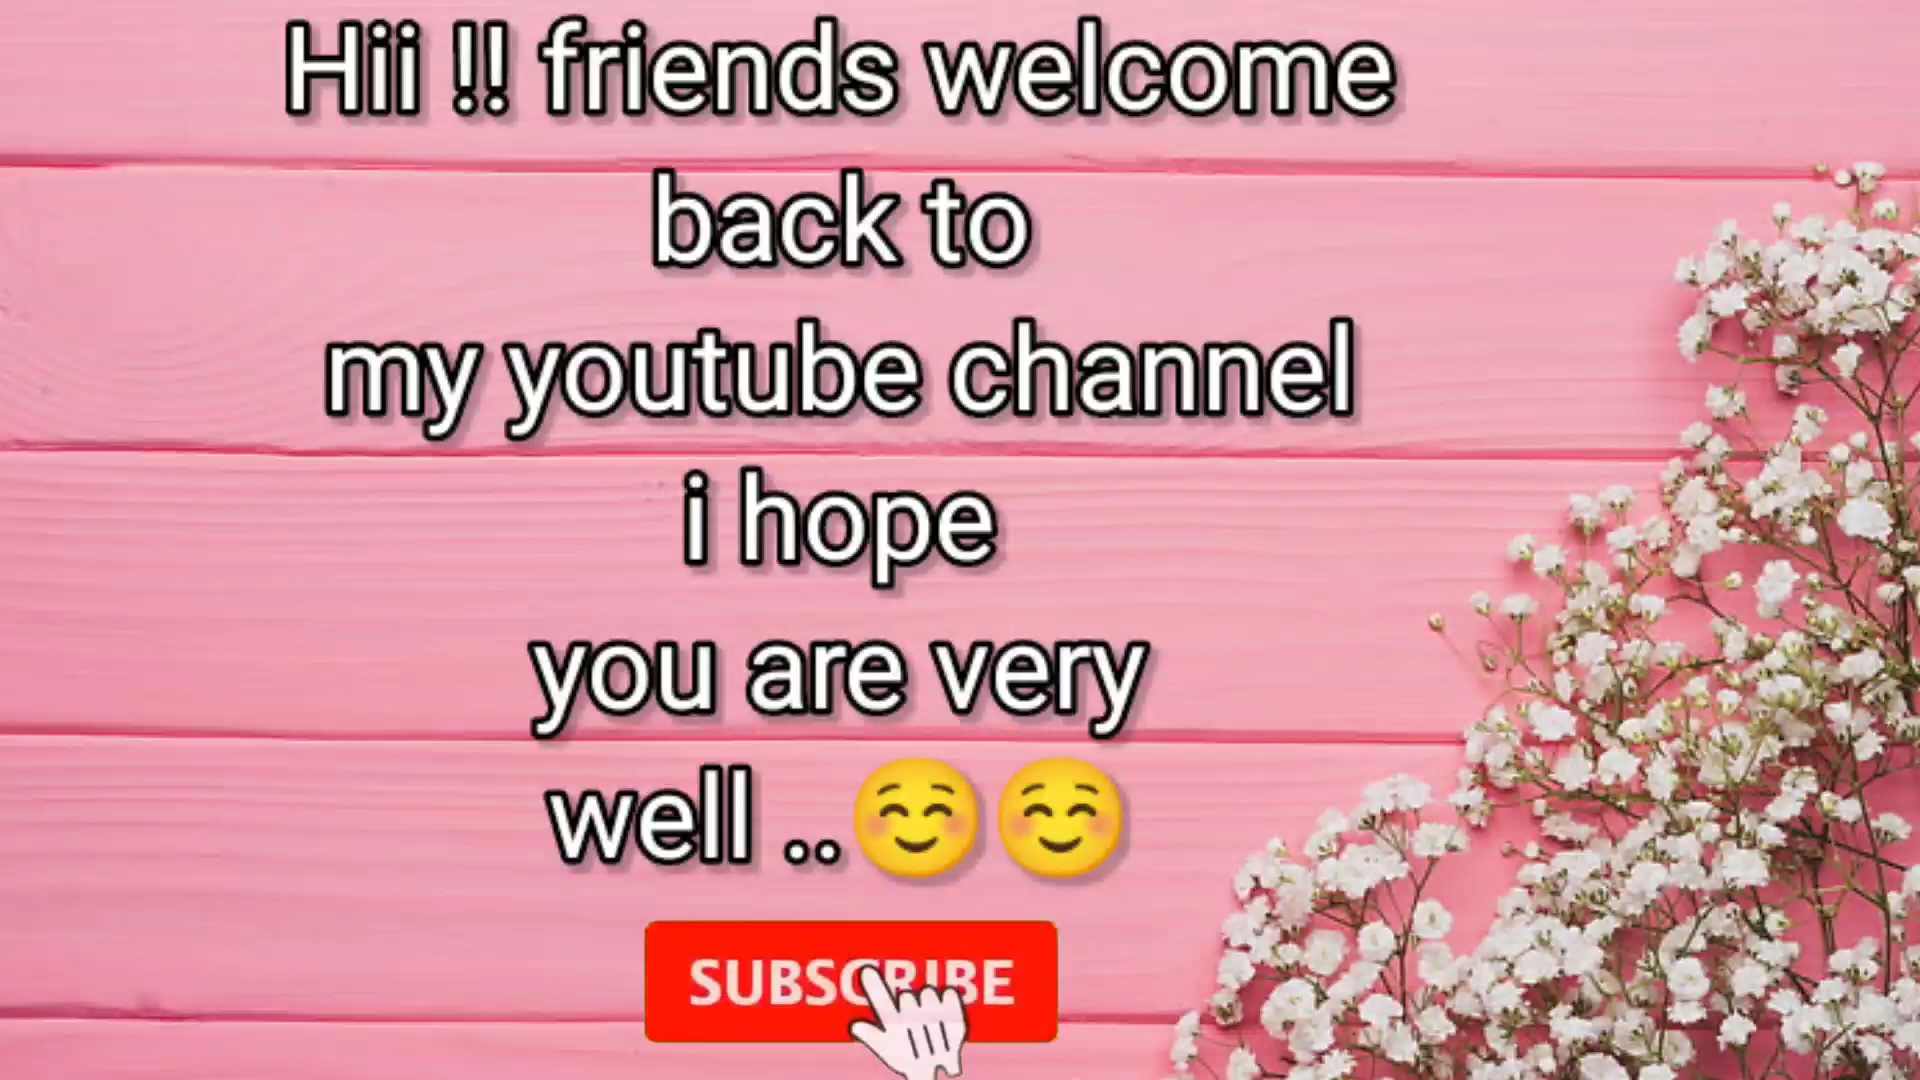 Hii !! friends welcome
back to
my youtube channel
i hope
you are very
well ..☺️☺️
SUBSCRIBE